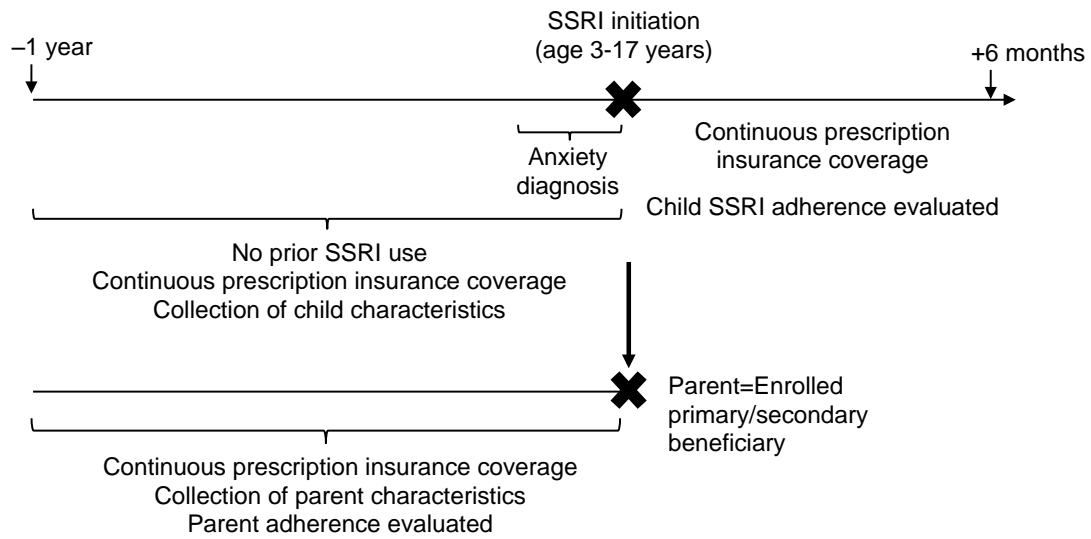 SSRI initiation
(age 3-17 years)
–1 year
+6 months
Anxiety
diagnosis
Continuous prescription
insurance coverage
Child SSRI adherence evaluated
No prior SSRI use
Continuous prescription insurance coverage
Collection of child characteristics
Parent=Enrolled
primary/secondary
beneficiary
Continuous prescription insurance coverage
Collection of parent characteristics
Parent adherence evaluated